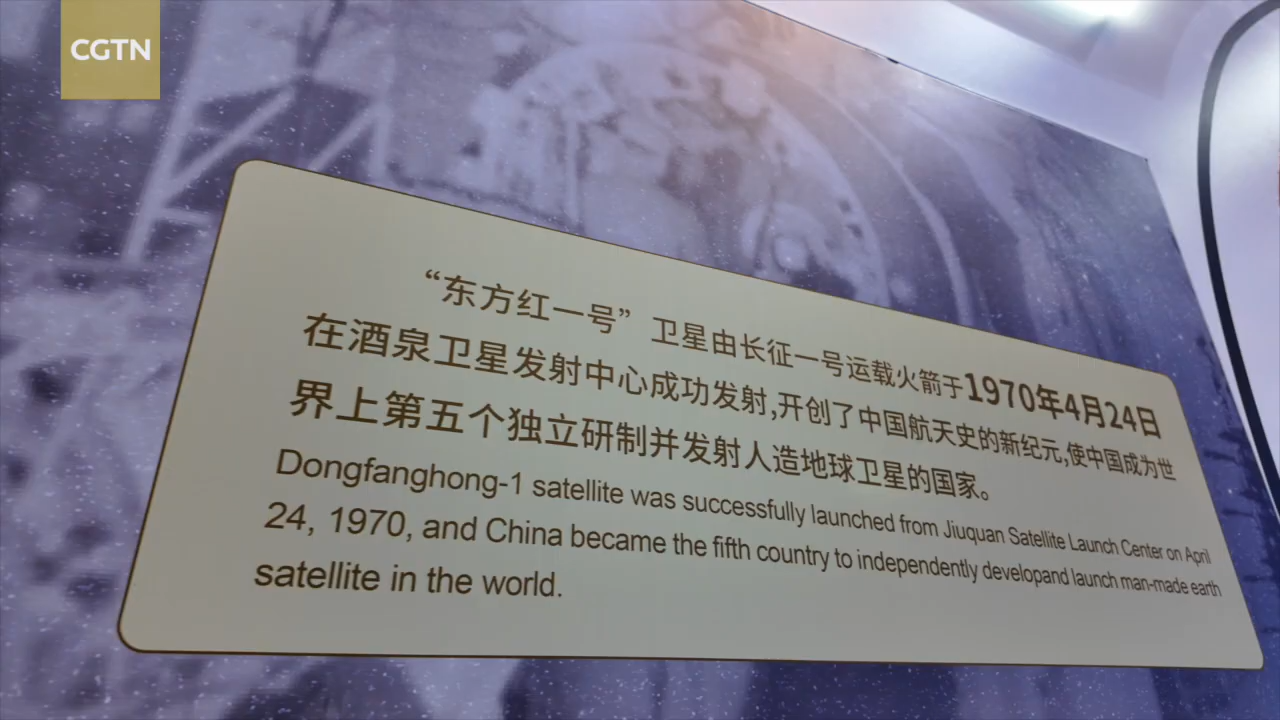 CGTN
“东方红一号”卫星由长征一号运载火箭于1970年4月24日
在酒泉卫星发射中心成功发射,开创了中国航天史的新纪元,使中国成为世
界上第五个独立研制并发射人造地球卫星的国家。
Dongfanghong-1 satellite was successfully launched from Jiuquan Satellite Launch Center on April
24, 1970, and China became the fifth country to independently developand launch man-made earth
satellite in the world.